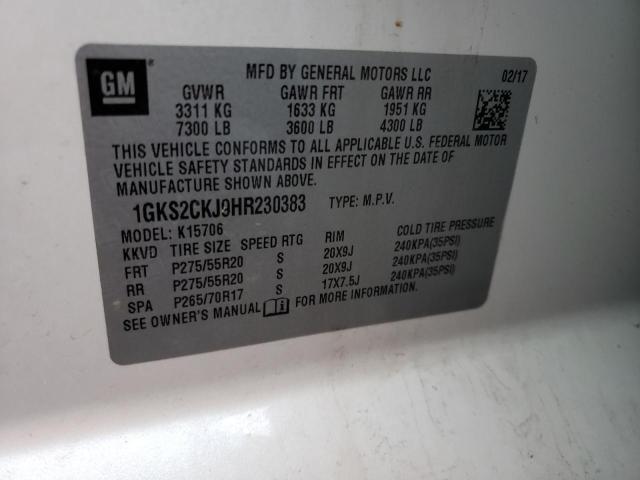 GM ®
MFD BY GENERAL MOTORS LLC 02/17
GVWR GAWR FRT GAWR RR
3311 KG 1633 KG 1951 KG
7300 LB 3600 LB 4300 LB
THIS VEHICLE CONFORMS TO ALL APPLICABLE U.S. FEDERAL MOTOR
VEHICLE SAFETY STANDARDS IN EFFECT ON THE DATE OF
MANUFACTURE SHOWN ABOVE.
1GKS2CKJ9HR230383 TYPE: M.P.V.
MODEL: K15706
KKVD TIRE SIZE SPEED RTG RIM COLD TIRE PRESSURE
FRT P275/55R20 S 20X9J 240KPA(35PSI)
RR P275/55R20 S 20X9J 240KPA(35PSI)
SPA P265/70R17 S 17X7.5J 240KPA(35PSI)
SEE OWNER'S MANUAL FOR MORE INFORMATION.